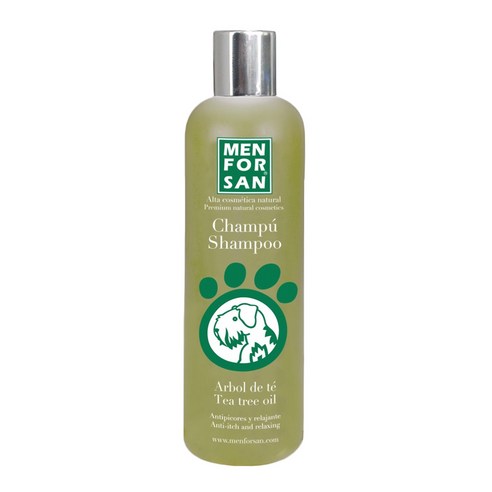 MEN
FOR
SAN®
Alta cosmética natural
Premium natural cosmetics
Champú
Shampoo
Arbol de té
Tea tree oil
Antipicores y relajante
Anti-itch and relaxing
www.menforsan.com